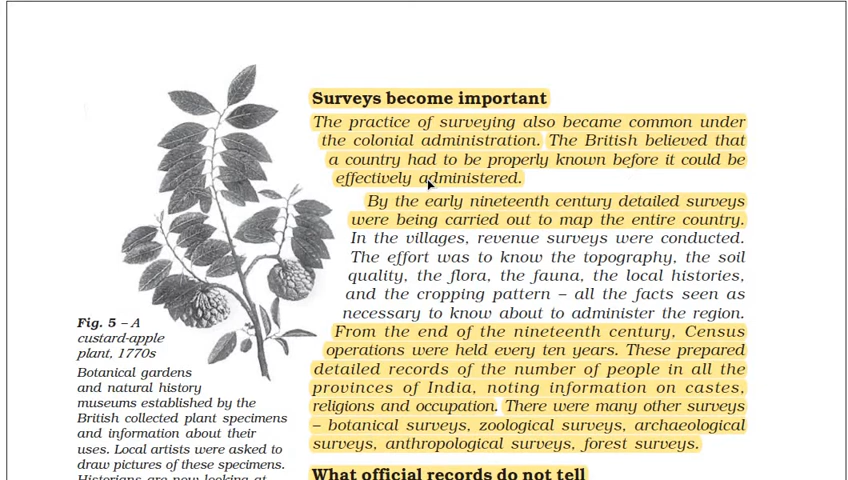 Surveys become important
The practice of surveying also became common under
the colonial administration. The British believed that
a country had to be properly known before it could be
effectively administered.
By the early nineteenth century detailed surveys
were being carried out to map the entire country.
In the villages, revenue surveys were conducted.
The effort was to know the topography, the soil
quality, the flora, the fauna, the local histories,
and the cropping pattern – all the facts seen as
necessary to know about to administer the region.
From the end of the nineteenth century, Census
operations were held every ten years. These prepared
detailed records of the number of people in all the
provinces of India, noting information on castes,
religions and occupation. There were many other surveys
– botanical surveys, zoological surveys, archaeological
surveys, anthropological surveys, forest surveys.
What official records do not tell
Fig. 5 – A
custard-apple
plant, 1770s
Botanical gardens
and natural history
museums established by the
British collected plant specimens
and information about their
uses. Local artists were asked to
draw pictures of these specimens.
Historians are now looking at